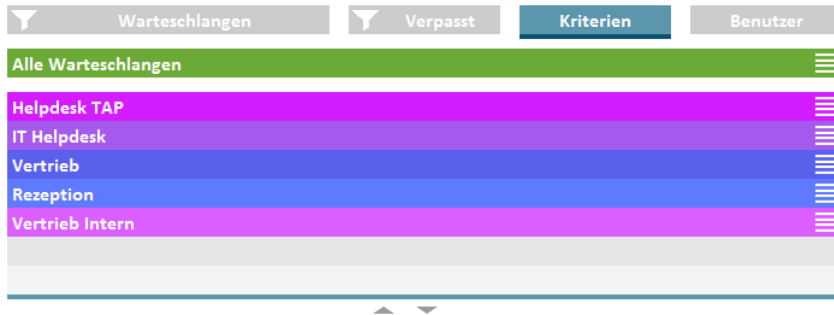 Warteschlangen Verpasst Kriterien Benutzer
Alle Warteschlangen
Helpdesk TAP
IT Helpdesk
Vertrieb
Rezeption
Vertrieb Intern